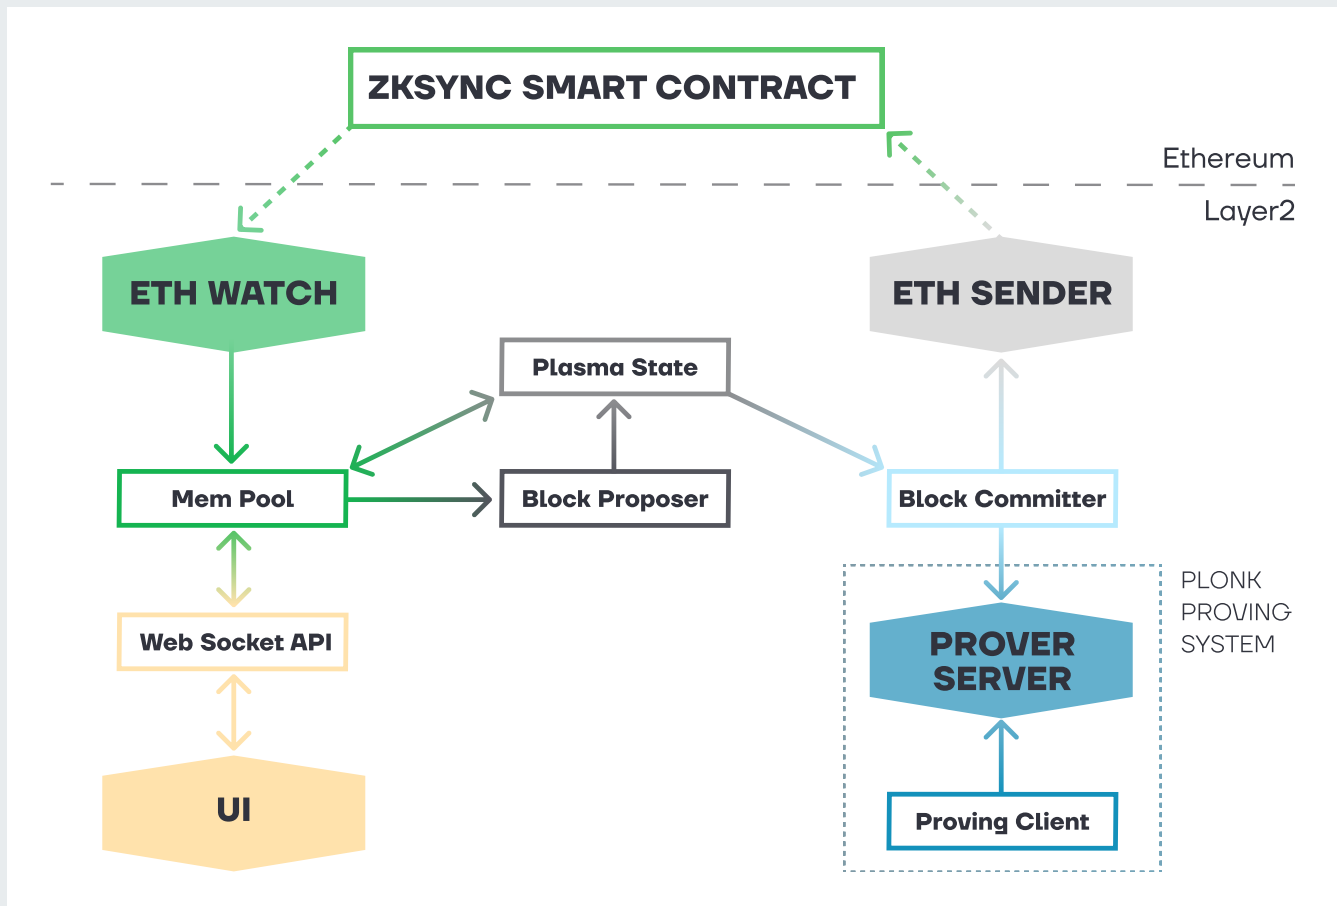 ZKSYNC SMART CONTRACT
Ethereum
Layer2
ETH WATCH
ETH SENDER
Plasma State
Mem Pool
Block Proposer
Block Committer
PLONK
PROVING
SYSTEM
Web Socket API
PROVER
SERVER
UI
Proving Client